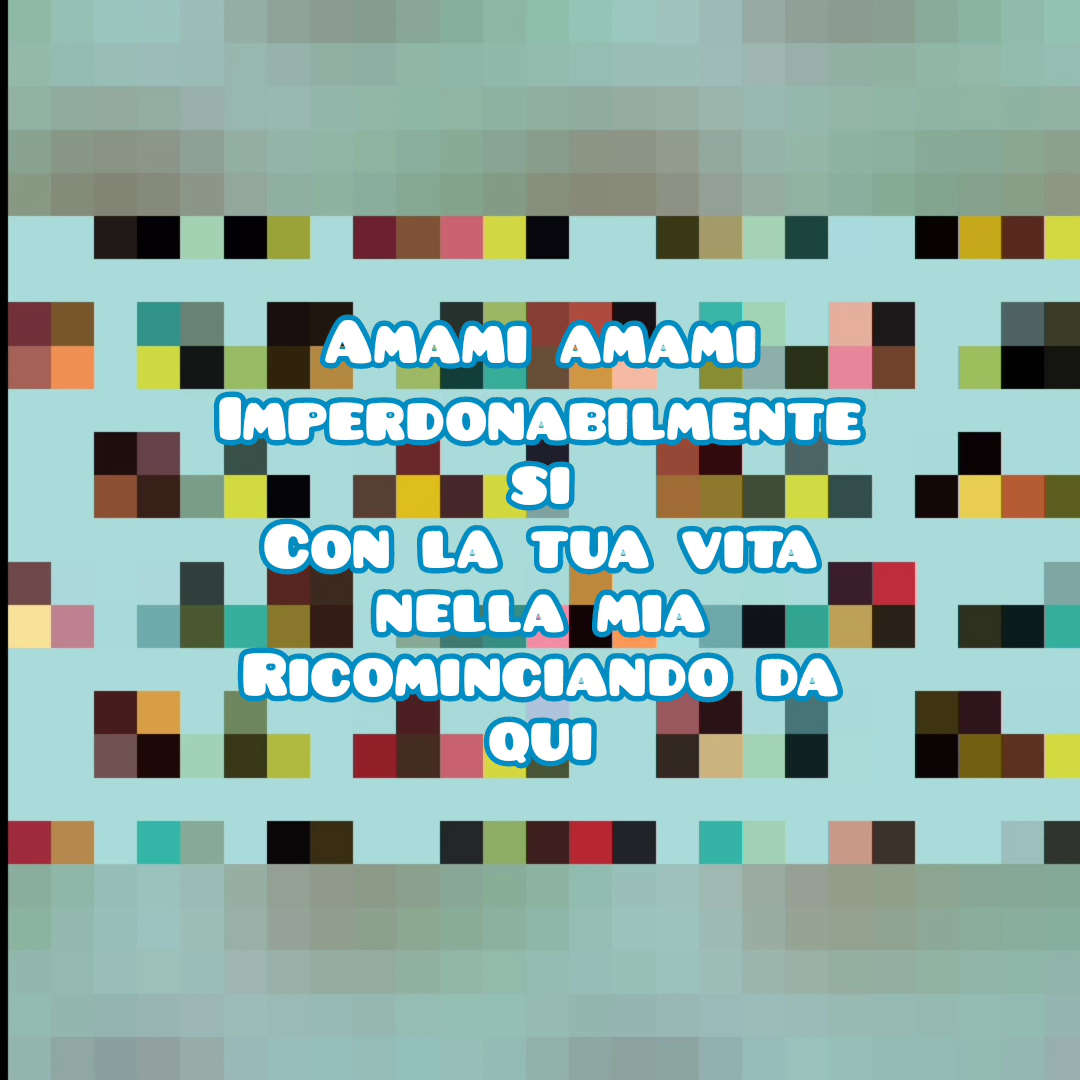 Amami amami
Imperdonabilmente
si
Con la tua vita
nella mia
Ricominciando da
qui